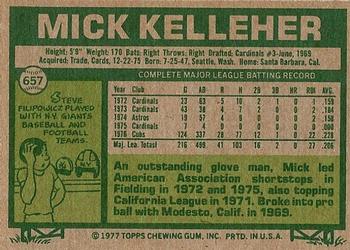 MICK KELLEHER
Height: 5'9" Weight: 170 Bats: Right Throws: Right Drafted: Cardinals #3-June, 1969
Acquired: Trade, Cards, 12-22-75 Born: 7-25-47, Seattle, Wash. Home: Santa Barbara, Cal.
657
COMPLETE MAJOR LEAGUE BATTING RECORD
Year Club G AB R H 2B 3B HR RBI AVG.
1972 Cardinals 23 63 5 10 2 1 0 1 .159
1973 Cardinals 43 38 4 7 2 0 0 2 .184
1974 Astros 19 57 4 9 0 0 0 2 .158
1975 Cardinals 7 4 0 0 0 0 0 0 .000
1976 Cubs 124 337 28 77 12 1 0 22 .228
Maj. Lea. Total 216 499 41 103
STEVE
FILIPOWICZ PLAYED
WITH N.Y. GIANTS
BASEBALL AND
FOOTBALL
TEAMS.
NY
An outstanding glove man, Mick led
American Association shortstops in
Fielding in 1972 and 1975, also topping
California League in 1971. Broke into pro
ball with Modesto, Calif. in 1969.
© 1977 TOPPS CHEWING GUM, INC. PRTD. IN U.S.A.